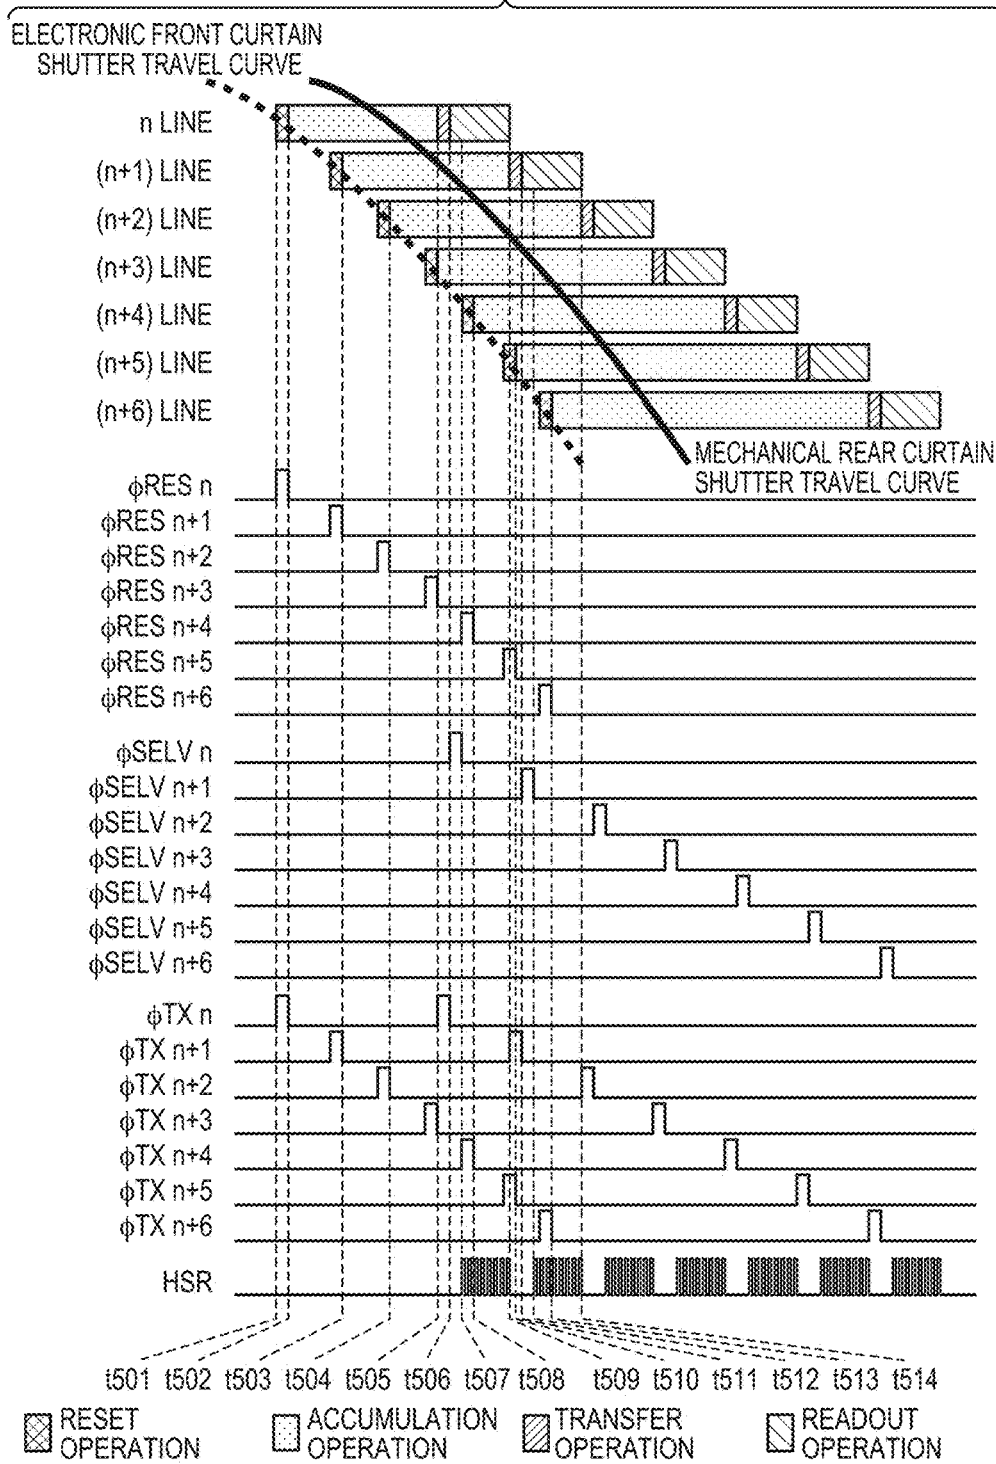 ELECTRONIC FRONT CURTAIN
SHUTTER TRAVEL CURVE
n LINE
(n+1) LINE
(n+2) LINE
(n+3) LINE
(n+4) LINE
(n+5) LINE
(n+6) LINE
MECHANICAL REAR CURTAIN
SHUTTER TRAVEL CURVE
ϕRES n
ϕRES n+1
ϕRES n+2
ϕRES n+3
ϕRES n+4
ϕRES n+5
ϕRES n+6
ϕSELV n
ϕSELV n+1
ϕSELV n+2
ϕSELV n+3
ϕSELV n+4
ϕSELV n+5
ϕSELV n+6
ϕTX n
ϕTX n+1
ϕTX n+2
ϕTX n+3
ϕTX n+4
ϕTX n+5
ϕTX n+6
HSR
t501 t502 t503 t504 t505 t506 t507 t508 t509 t510 t511 t512 t513 t514
RESET OPERATION
ACCUMULATION OPERATION
TRANSFER OPERATION
READOUT OPERATION